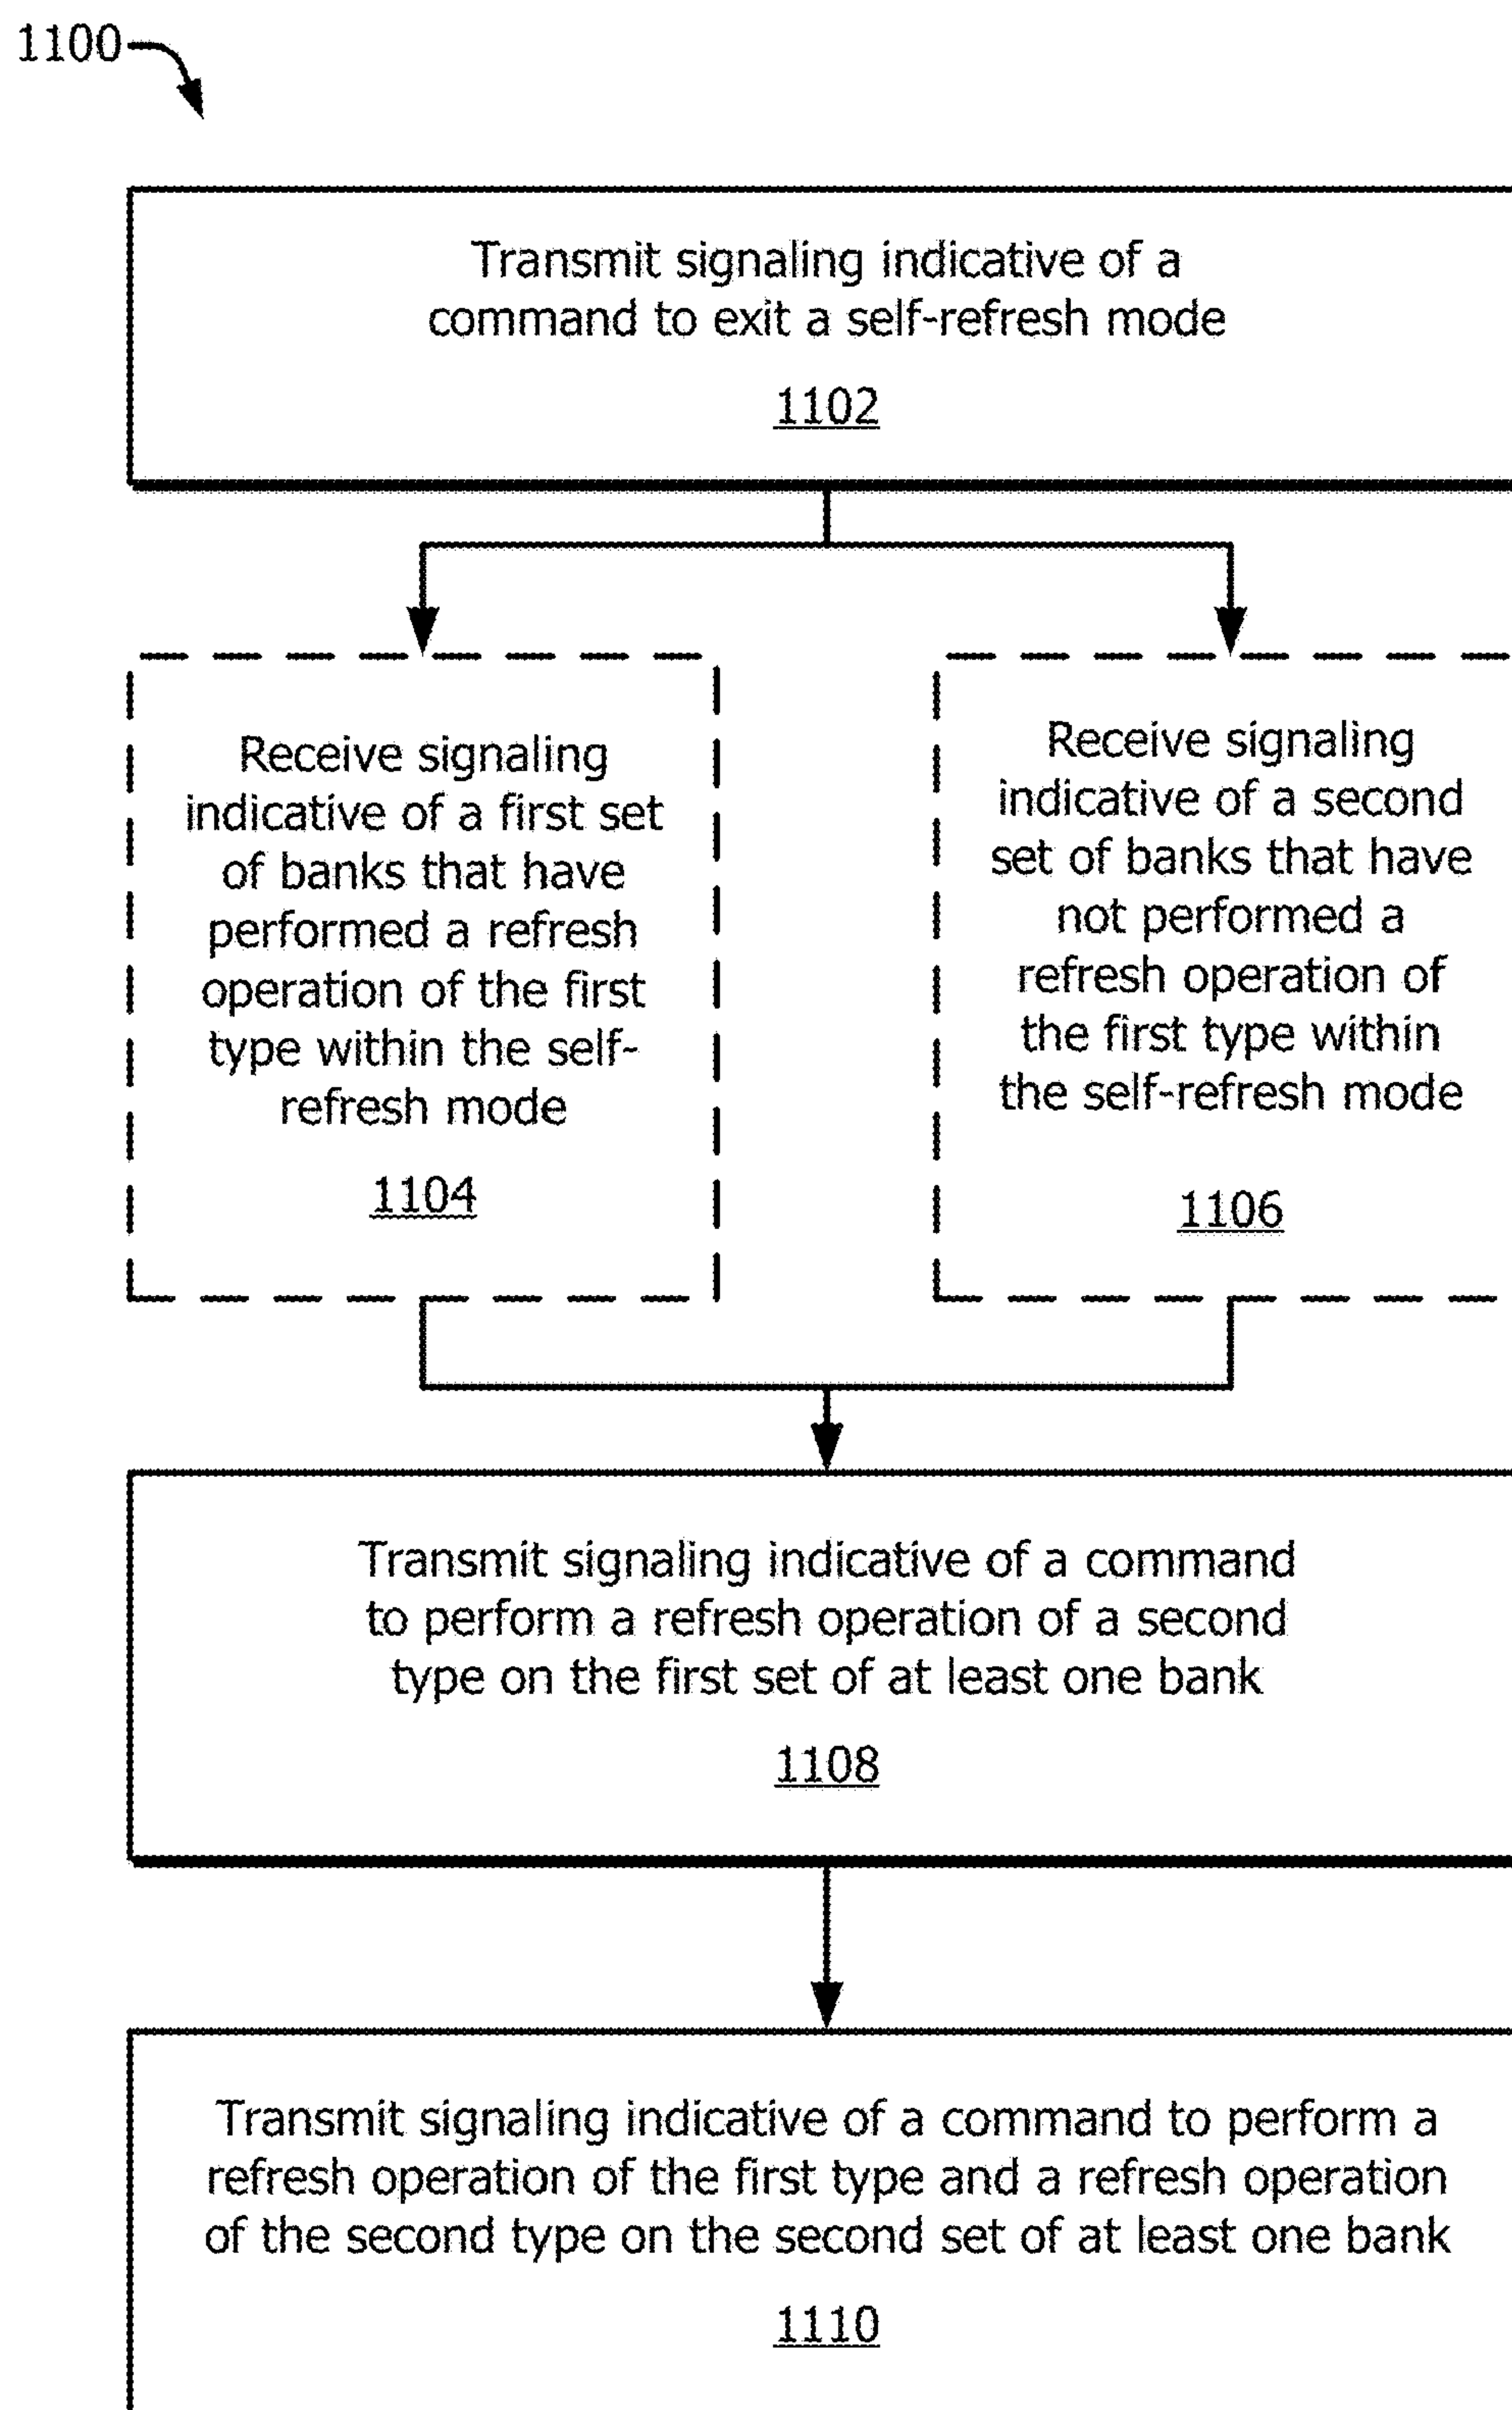 1100
Transmit signaling indicative of a
command to exit a self-refresh mode
1102
Receive signaling
indicative of a first set
of banks that have
performed a refresh
operation of the first
type within the self-
refresh mode
1104
Receive signaling
indicative of a second
set of banks that have
not performed a
refresh operation of
the first type within
the self-refresh mode
1106
Transmit signaling indicative of a command
to perform a refresh operation of a second
type on the first set of at least one bank
1108
Transmit signaling indicative of a command to perform a
refresh operation of the first type and a refresh operation
of the second type on the second set of at least one bank
1110